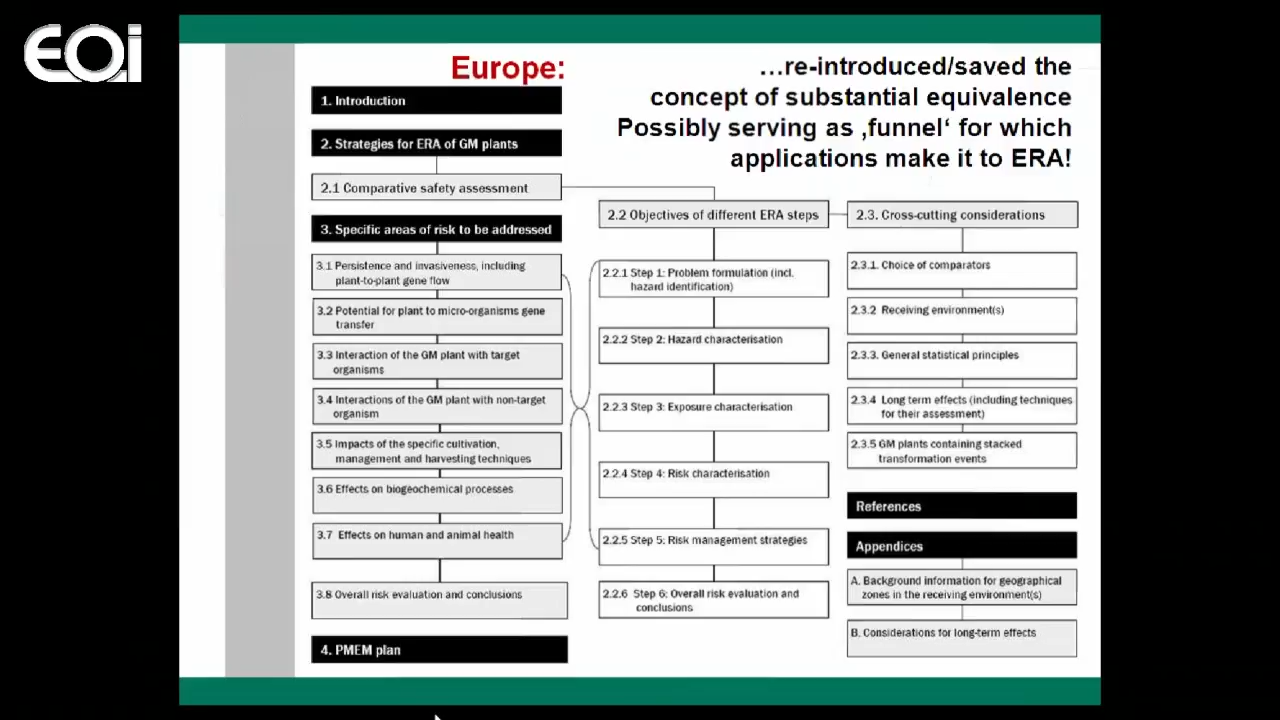 EOi
Europe:
…re-introduced/saved the
concept of substantial equivalence
Possibly serving as ‚funnel‘ for which
applications make it to ERA!
1. Introduction
2. Strategies for ERA of GM plants
2.1 Comparative safety assessment
3. Specific areas of risk to be addressed
3.1 Persistence and invasiveness, including
plant-to-plant gene flow
3.2 Potential for plant to micro-organisms gene
transfer
3.3 Interaction of the GM plant with target
organisms
3.4 Interactions of the GM plant with non-target
organism
3.5 Impacts of the specific cultivation,
management and harvesting techniques
3.6 Effects on biogeochemical processes
3.7 Effects on human and animal health
3.8 Overall risk evaluation and conclusions
4. PMEM plan
2.2 Objectives of different ERA steps
2.2.1 Step 1: Problem formulation (incl.
hazard identification)
2.2.2 Step 2: Hazard characterisation
2.2.3 Step 3: Exposure characterisation
2.2.4 Step 4: Risk characterisation
2.2.5 Step 5: Risk management strategies
2.2.6 Step 6: Overall risk evaluation and
conclusions
2.3. Cross-cutting considerations
2.3.1. Choice of comparators
2.3.2 Receiving environment(s)
2.3.3. General statistical principles
2.3.4 Long term effects (including techniques
for their assessment)
2.3.5 GM plants containing stacked
transformation events
References
Appendices
A. Background information for geographical
zones in the receiving environment(s)
B. Considerations for long-term effects